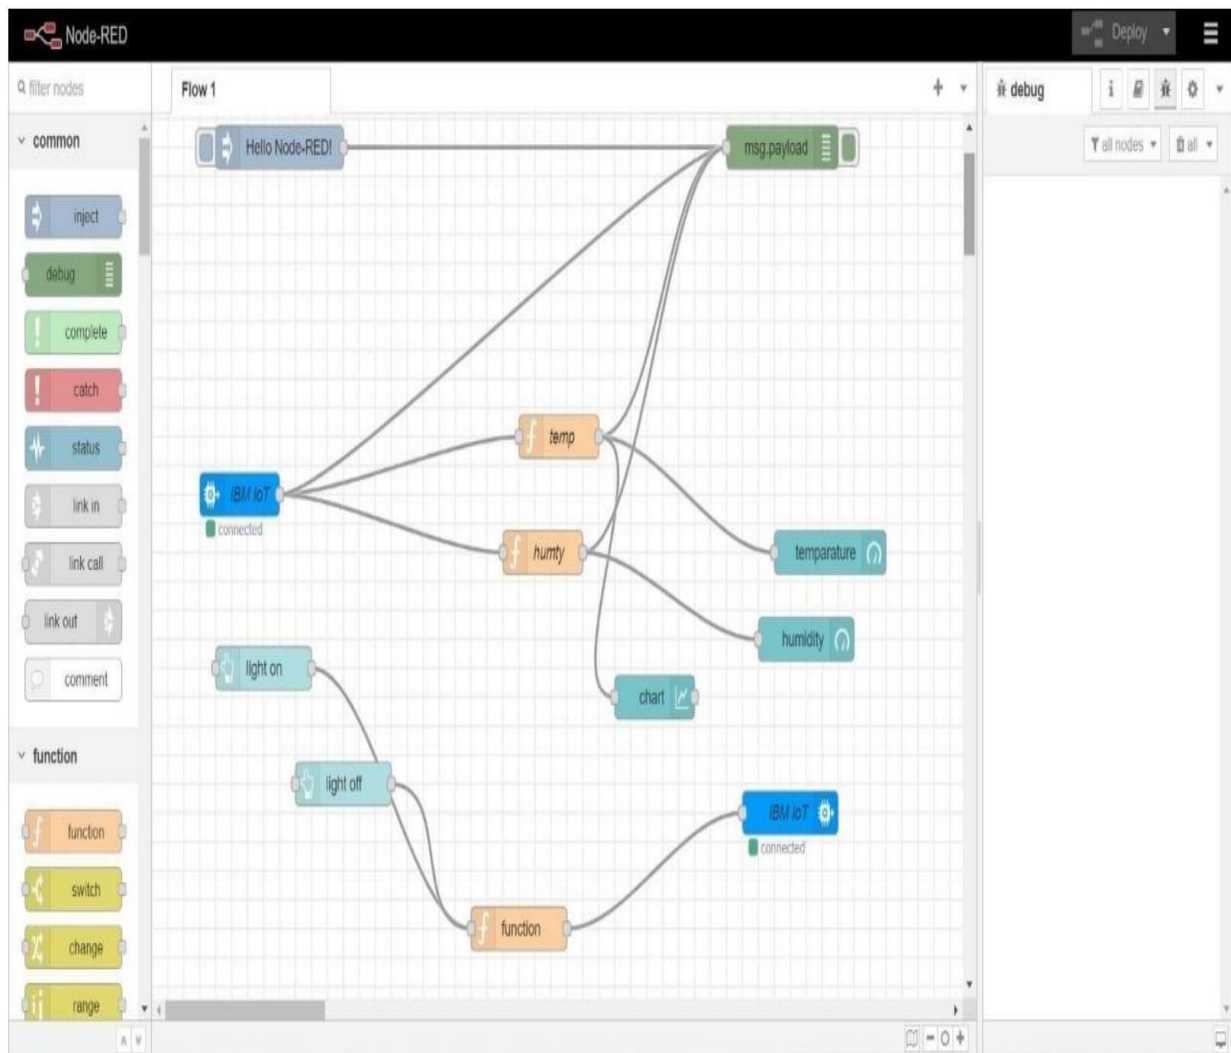 Node-RED
Deploy
filter nodes
Flow 1
debug
i
all nodes
all
common
inject
debug
complete
catch
status
link in
link call
link out
comment
function
function
switch
change
range
Hello Node-RED!
msg.payload
temp
IBM IoT
connected
humty
temparature
humidity
light on
chart
light off
IBM IoT
connected
function